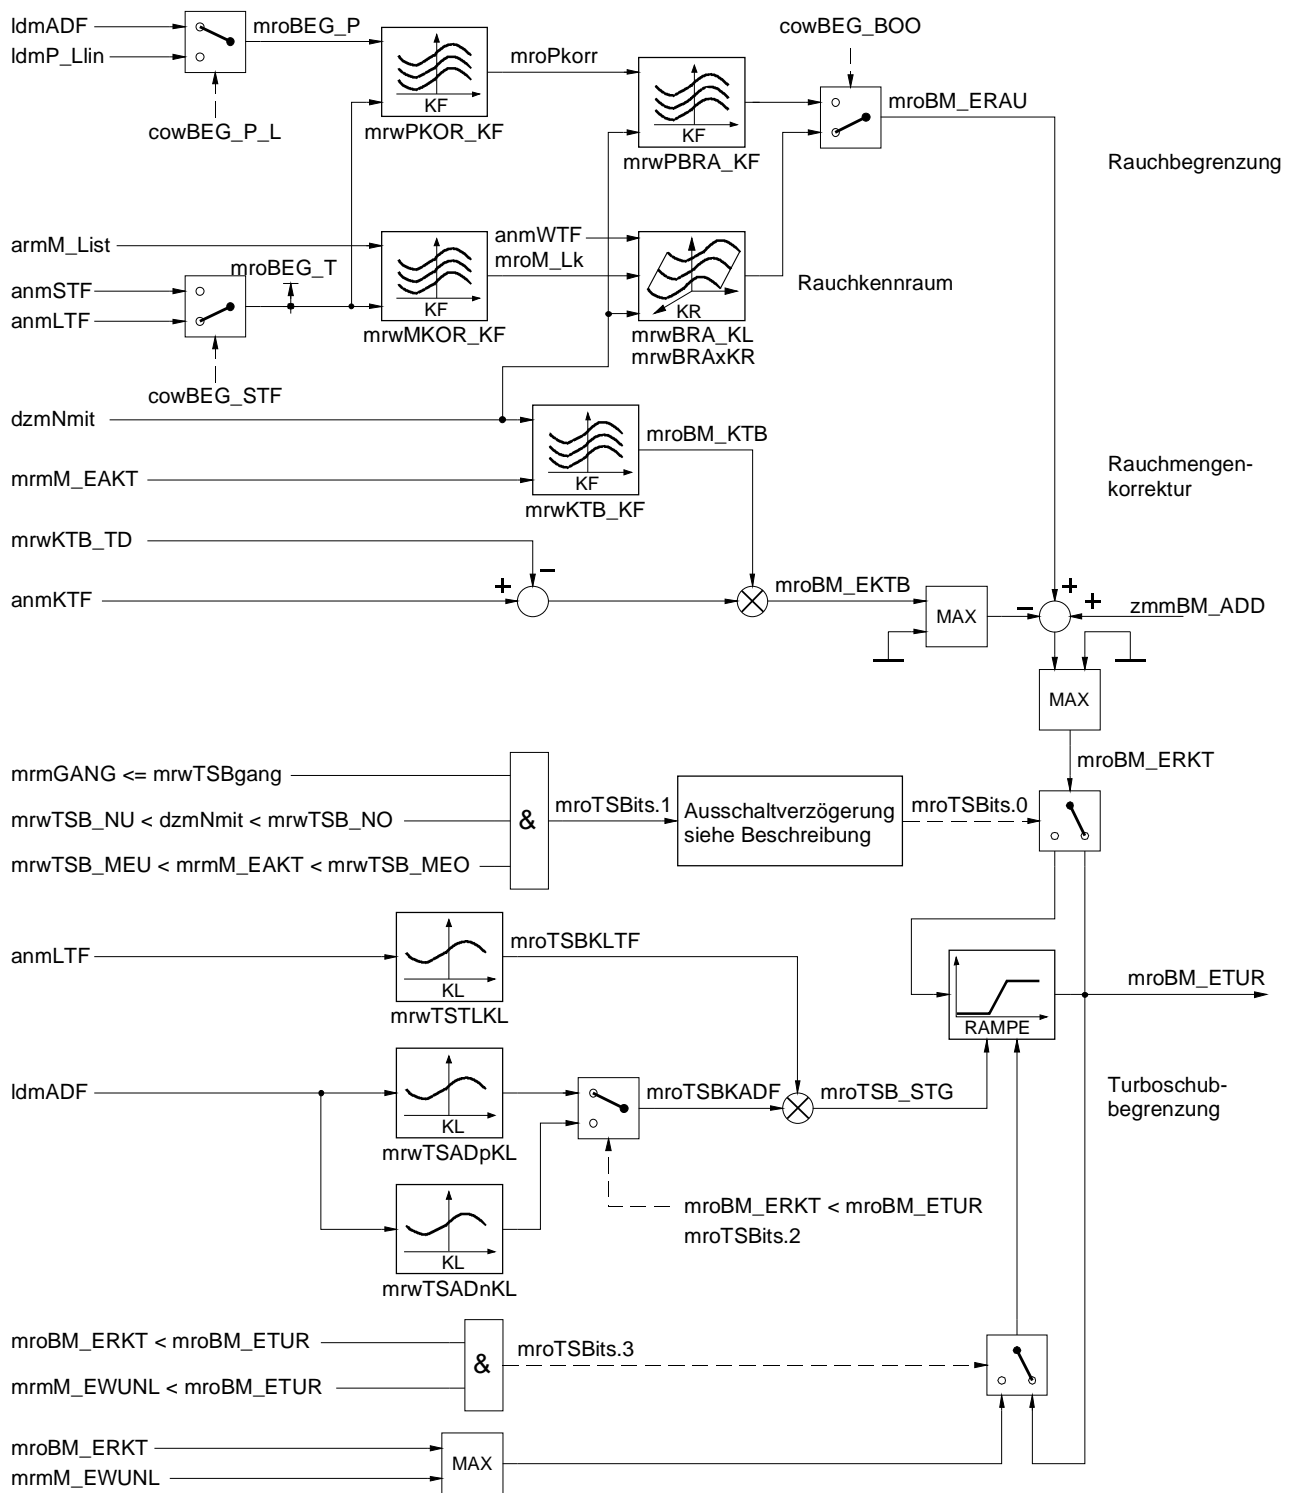 ldmADF
ldmP_Llin
mroBEG_P
cowBEG_P_L
KF
mrwPKOR_KF
mroPkorr
KF
mrwPBRA_KF
cowBEG_BOO
mroBM_ERAU
Rauchbegrenzung
armM_List
mroBEG_T
anmSTF
anmLTF
cowBEG_STF
KF
mrwMKOR_KF
anmWTF
mroM_Lk
KR
mrwBRA_KL
mrwBRAxKR
Rauchkennraum
dzmNmit
mrmM_EAKT
KF
mrwKTB_KF
mroBM_KTB
Rauchmengen-
korrektur
mrwKTB_TD
anmKTF
+
−
mroBM_EKTB
MAX
−
+
+
zmmBM_ADD
MAX
mroBM_ERKT
mrmGANG <= mrwTSBgang
mrwTSB_NU < dzmNmit < mrwTSB_NO
mrwTSB_MEU < mrmM_EAKT < mrwTSB_MEO
&
mroTSBits.1
Ausschaltverzögerung
siehe Beschreibung
mroTSBits.0
anmLTF
KL
mrwTSTLKL
mroTSBKLTF
RAMPE
mroBM_ETUR
ldmADF
KL
mrwTSADpKL
mroTSBKADF
mroTSB_STG
Turboschub-
begrenzung
KL
mrwTSADnKL
mroBM_ERKT < mroBM_ETUR
mroTSBits.2
mroBM_ERKT < mroBM_ETUR
mrmM_EWUNL < mroBM_ETUR
&
mroTSBits.3
mroBM_ERKT
mrmM_EWUNL
MAX